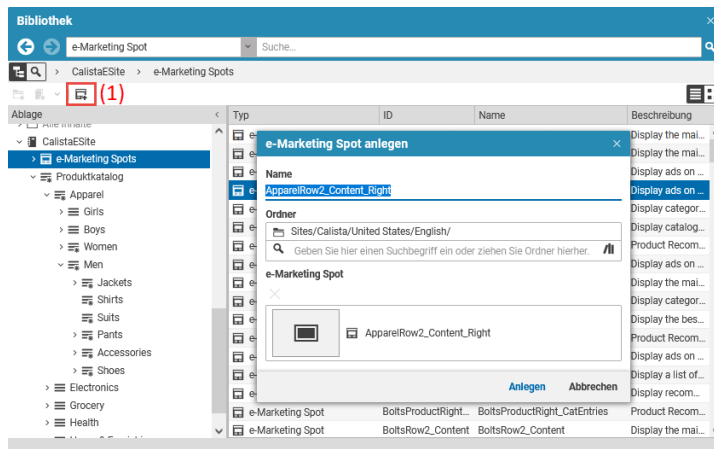 Bibliothek
e-Marketing Spot
Suche...
CalistaESite > e-Marketing Spots
(1)
Ablage
Alle Inhalte
CalistaESite
e-Marketing Spots
Produktkatalog
Apparel
Girls
Boys
Women
Men
Jackets
Shirts
Suits
Pants
Accessories
Shoes
Electronics
Grocery
Health
Typ ID Name Beschreibung
Display the mai...
Display the mai...
Display ads on ...
Display ads on ...
Display categor...
Display catalog...
Product Recom...
Display ads on ...
Display the mai...
Display categor...
Display the bes...
Product Recom...
Display ads on ...
Display a list of...
Display recom...
e-Marketing Spot BoltsProductRight... BoltsProductRight_CatEntries Product Recom...
e-Marketing Spot BoltsRow2_Content BoltsRow2_Content Display the mai...
e-Marketing Spot anlegen
Name
ApparelRow2_Content_Right
Ordner
Sites/Calista/United States/English/
Geben Sie hier einen Suchbegriff ein oder ziehen Sie Ordner hierher.
e-Marketing Spot
ApparelRow2_Content_Right
Anlegen Abbrechen